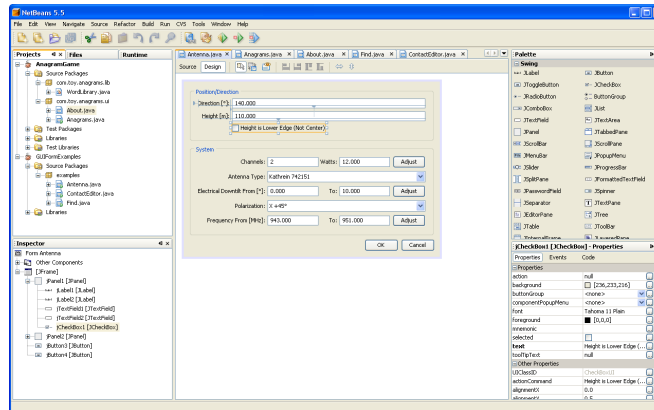 NetBeans 5.5
File Edit View Navigate Source Refactor Build Run CVS Tools Window Help
Projects Files Runtime
AnagramGame
Source Packages
com.toy.anagrams.lib
WordLibrary.java
com.toy.anagrams.ui
About.java
Anagrams.java
Test Packages
Libraries
Test Libraries
GUIFormExamples
Source Packages
examples
Antenna.java
ContactEditor.java
Find.java
Libraries
Inspector
Form Antenna
Other Components
[JFrame]
jPanel1 [JPanel]
jLabel1 [JLabel]
jLabel2 [JLabel]
jTextField1 [JTextField]
jTextField2 [JTextField]
jCheckBox1 [JCheckBox]
jPanel2 [JPanel]
jButton3 [JButton]
jButton4 [JButton]
Antenna.java Anagrams.java About.java Find.java ContactEditor.java
Source Design
Position/Direction
Direction [°]: 140.000
Height [m]: 110.000
Height is Lower Edge (Not Center)
System
Channels: 2 Watts: 12.000 Adjust
Antenna Type: Kathrein 742151
Electrical Downtilt From [°]: 0.000 To: 10.000 Adjust
Polarization: X +45°
Frequency From [MHz]: 943.000 To: 951.000 Adjust
OK Cancel
Palette
Swing
JLabel JButton
JToggleButton JCheckBox
JRadioButton ButtonGroup
JComboBox JList
JTextField JTextArea
JPanel JTabbedPane
JScrollBar JScrollPane
JMenuBar JPopupMenu
JSlider JProgressBar
JSplitPane JFormattedTextField
JPasswordField JSpinner
JSeparator JTextPane
JEditorPane JTree
JTable JToolBar
JInternalFrame JLayeredPane
jCheckBox1 [JCheckBox] - Properties
Properties Events Code
Properties
action null
background [236,233,216]
buttonGroup <none>
componentPopupMenu <none>
font Tahoma 11 Plain
foreground [0,0,0]
mnemonic
selected
text Height is Lower Edge (...
toolTipText null
Other Properties
UIClassID CheckBoxUI
actionCommand Height is Lower Edge (...
alignmentX 0.0
alignmentY 0.5